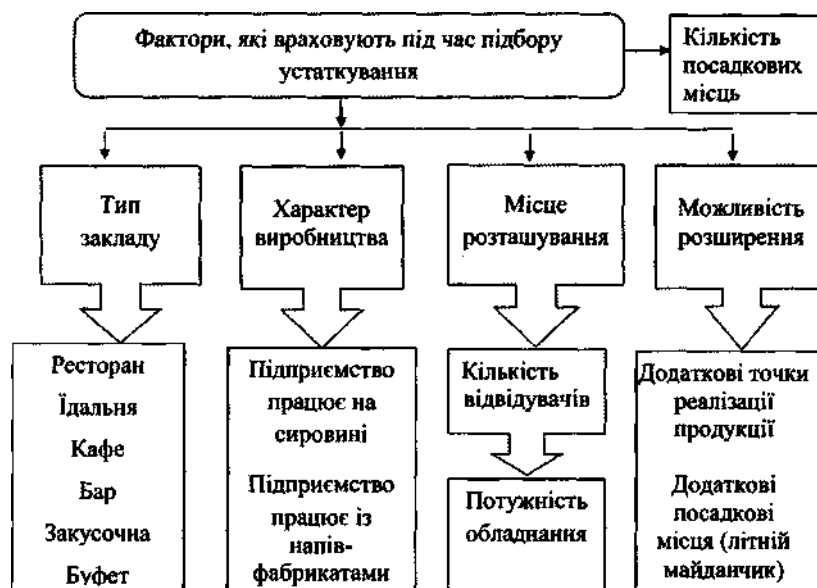 Фактори, які враховують під час підбору
устаткування
Кількість
посадкових
місць
Тип
закладу
Характер
виробництва
Місце
розташування
Можливість
розширення
Ресторан
Їдальня
Кафе
Бар
Закусочна
Буфет
Підприємство
працює на
сировині
Підприємство
працює із
напів-
фабрикатами
Кількість
відвідувачів
Потужність
обладнання
Додаткові точки
реалізації
продукції
Додаткові
посадкові
місця (літній
майданчик)